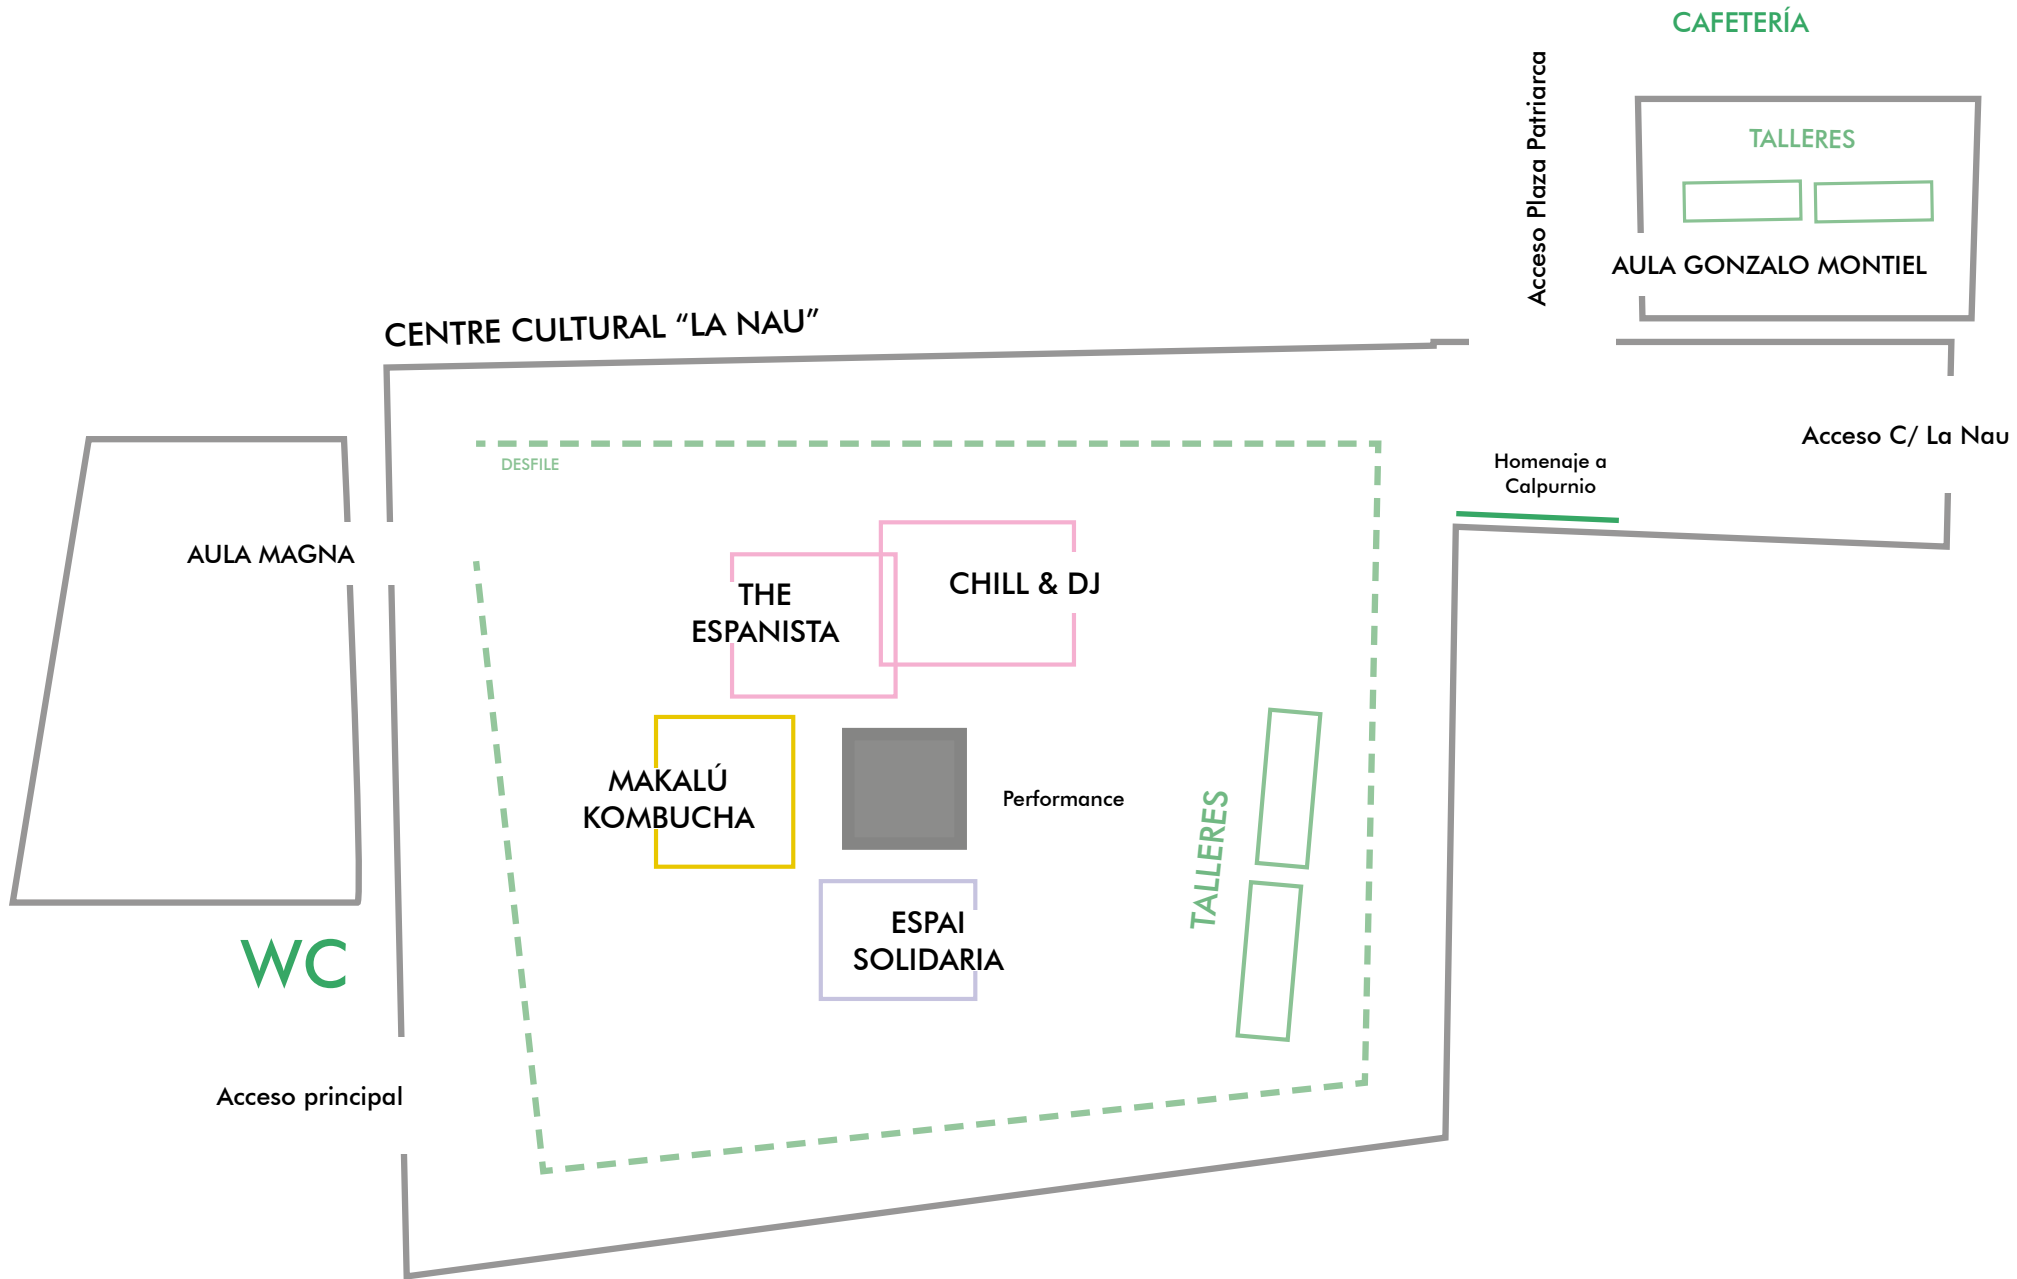 CAFETERÍA
Acceso Plaza Patriarca
TALLERES
AULA GONZALO MONTIEL
CENTRE CULTURAL “LA NAU”
Acceso C/ La Nau
Homenaje a
Calpurnio
DESFILE
AULA MAGNA
CHILL & DJ
THE
ESPANISTA
MAKALÚ
KOMBUCHA
Performance
TALLERES
ESPAI
SOLIDARIA
WC
Acceso principal